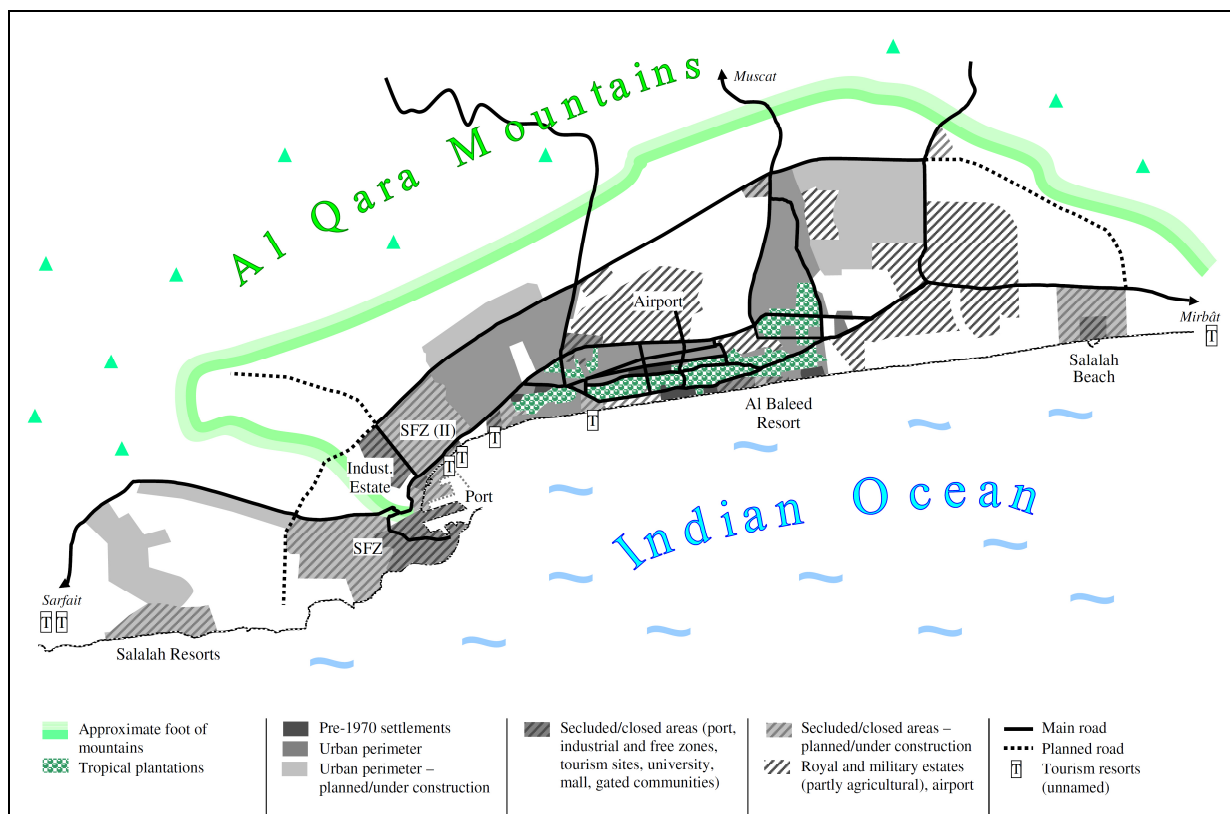 Al Qara Mountains
Muscat
Airport
Mirbât
T
Salalah
Beach
Al Baleed
Resort
T
T
SFZ (II)
T
T
Indust.
Estate
Port
Indian Ocean
SFZ
Sarfait
T T
Salalah Resorts
Approximate foot of
mountains
Tropical plantations
Pre-1970 settlements
Urban perimeter
Urban perimeter –
planned/under construction
Secluded/closed areas (port,
industrial and free zones,
tourism sites, university,
mall, gated communities)
Secluded/closed areas –
planned/under construction
Royal and military estates
(partly agricultural), airport
Main road
Planned road
T Tourism resorts
(unnamed)